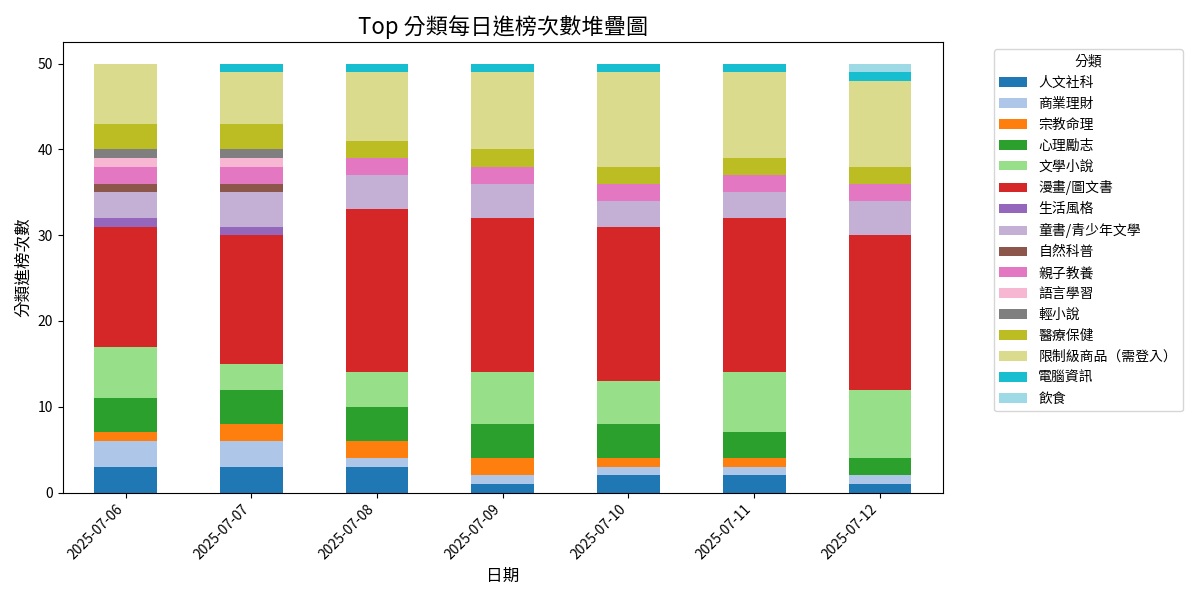 Top 分類每日進榜次數堆疊圖
分類進榜次數
50
40
30
20
10
0
2025-07-06
2025-07-07
2025-07-08
2025-07-09
2025-07-10
2025-07-11
2025-07-12
日期
分類
人文社科
商業理財
宗教命理
心理勵志
文學小說
漫畫/圖文書
生活風格
童書/青少年文學
自然科普
親子教養
語言學習
輕小說
醫療保健
限制級商品（需登入）
電腦資訊
飲食